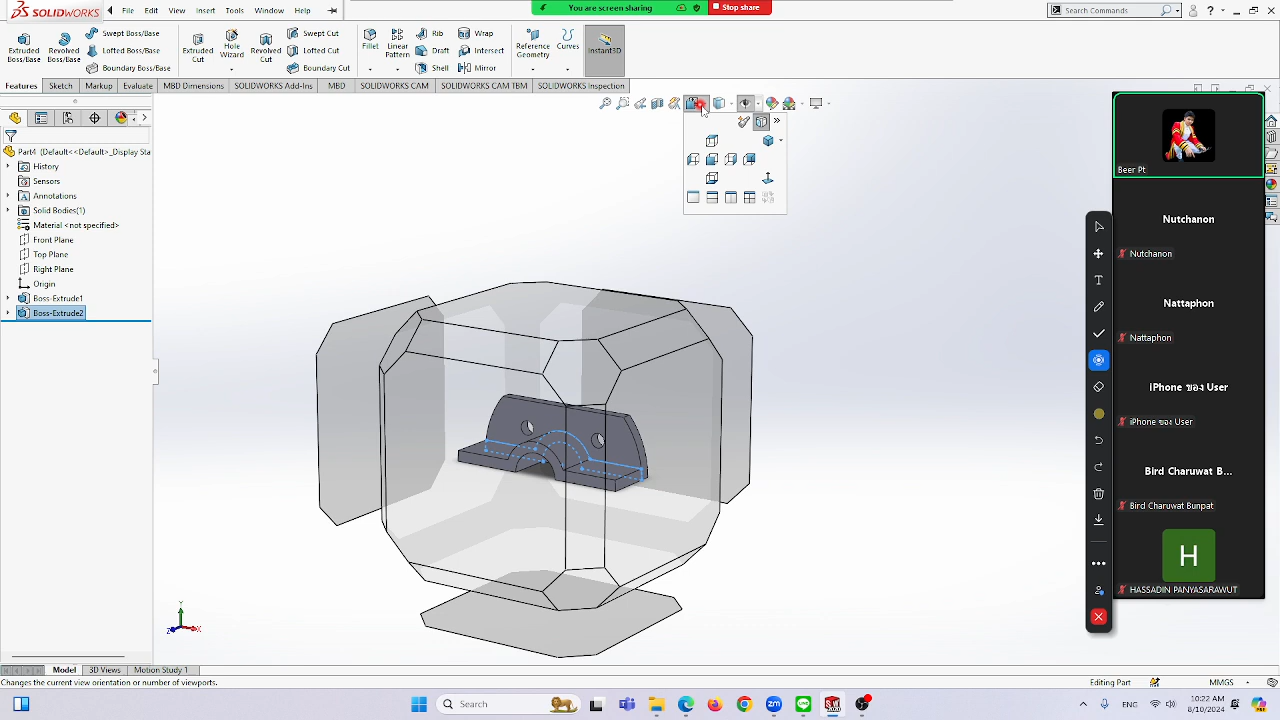 SOLIDWORKS
File Edit View Insert Tools Window Help
You are screen sharing
Stop share
Search Commands
Extruded Boss/Base
Revolved Boss/Base
Swept Boss/Base
Lofted Boss/Base
Boundary Boss/Base
Extruded Cut
Hole Wizard
Revolved Cut
Swept Cut
Lofted Cut
Boundary Cut
Fillet
Linear Pattern
Rib
Draft
Shell
Wrap
Intersect
Mirror
Reference Geometry
Curves
Instant3D
Features Sketch Markup Evaluate MBD Dimensions SOLIDWORKS Add-Ins MBD SOLIDWORKS CAM SOLIDWORKS CAM TBM SOLIDWORKS Inspection
Part4 (Default<<Default>_Display Sta
History
Sensors
Annotations
Solid Bodies(1)
Material <not specified>
Front Plane
Top Plane
Right Plane
Origin
Boss-Extrude1
Boss-Extrude2
Beer Pt
Nutchanon
Nutchanon
Nattaphon
Nattaphon
iPhone ของ User
iPhone ของ User
Bird Charuwat B...
Bird Charuwat Bunpat
H
HASSADIN PANYASARAWUT
Y
X
Z
Model 3D Views Motion Study 1
Changes the current view orientation or number of viewports.
Editing Part
MMGS
Search
ENG
10:22 AM
8/10/2024